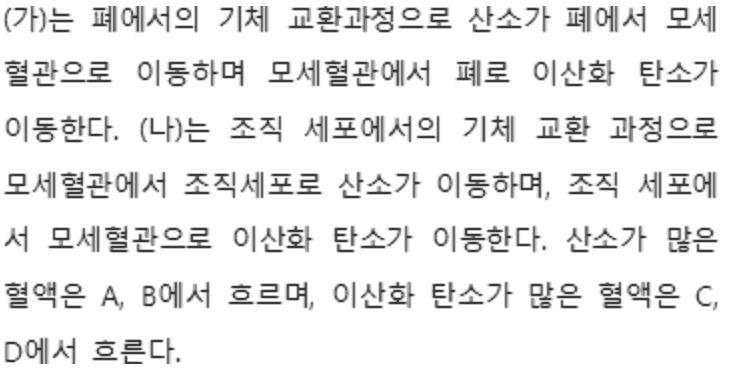 (가)는 폐에서의 기체 교환과정으로 산소가 폐에서 모세
혈관으로 이동하며 모세혈관에서 폐로 이산화 탄소가
이동한다. (나)는 조직 세포에서의 기체 교환 과정으로
모세혈관에서 조직세포로 산소가 이동하며, 조직 세포에
서 모세혈관으로 이산화 탄소가 이동한다. 산소가 많은
혈액은 A, B에서 흐르며, 이산화 탄소가 많은 혈액은 C,
D에서 흐른다.